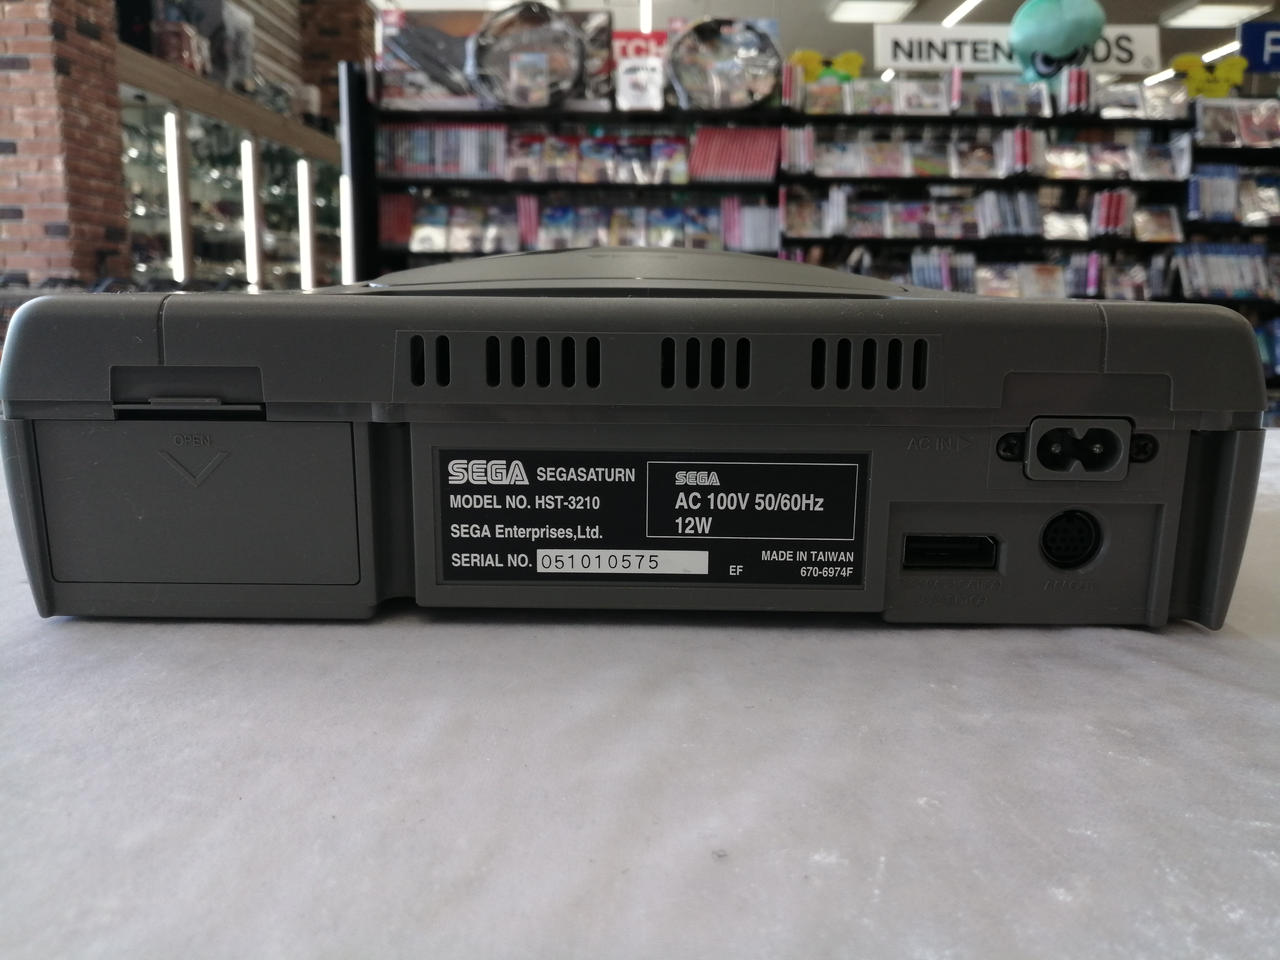 NINTEN
DS
OPEN
AC IN
SEGA SEGASATURN
MODEL NO. HST-3210
SEGA Enterprises,Ltd.
SERIAL NO. 051010575
EF
SEGA
AC 100V 50/60Hz
12W
MADE IN TAIWAN
670-6974F